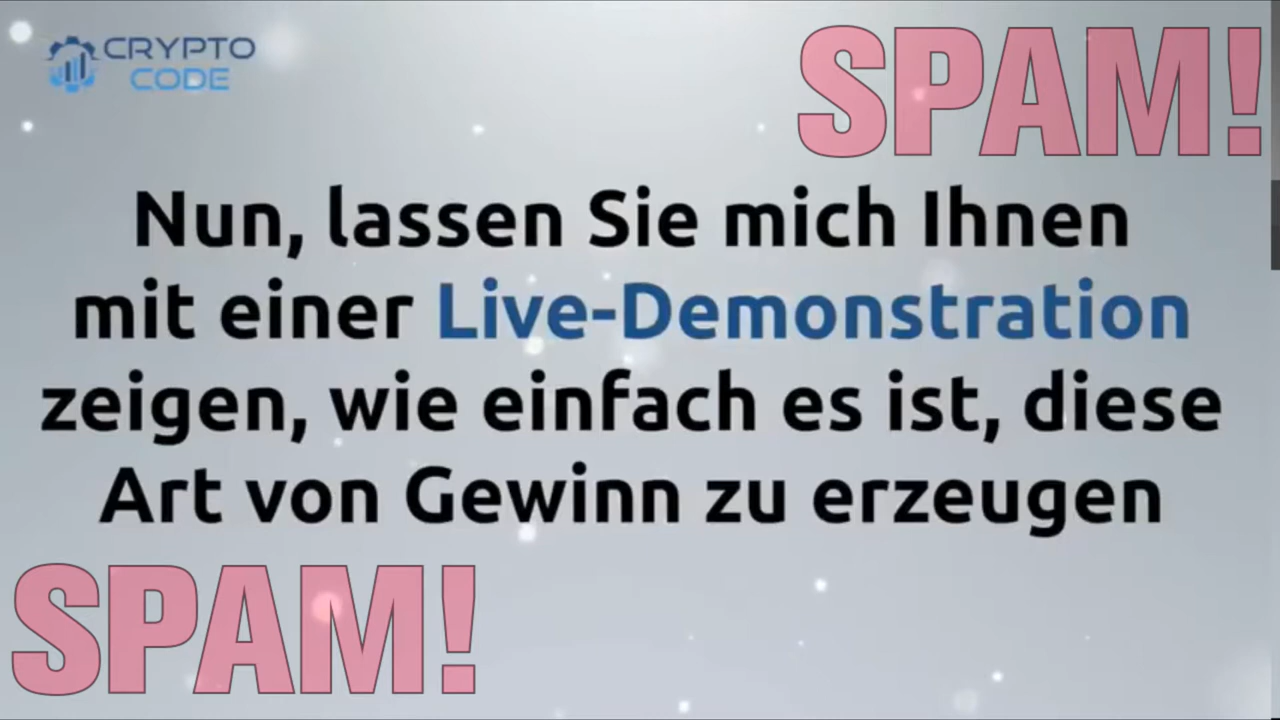 CRYPTO
CODE
SPAM!
Nun, lassen Sie mich Ihnen
mit einer Live-Demonstration
zeigen, wie einfach es ist, diese
Art von Gewinn zu erzeugen
SPAM!